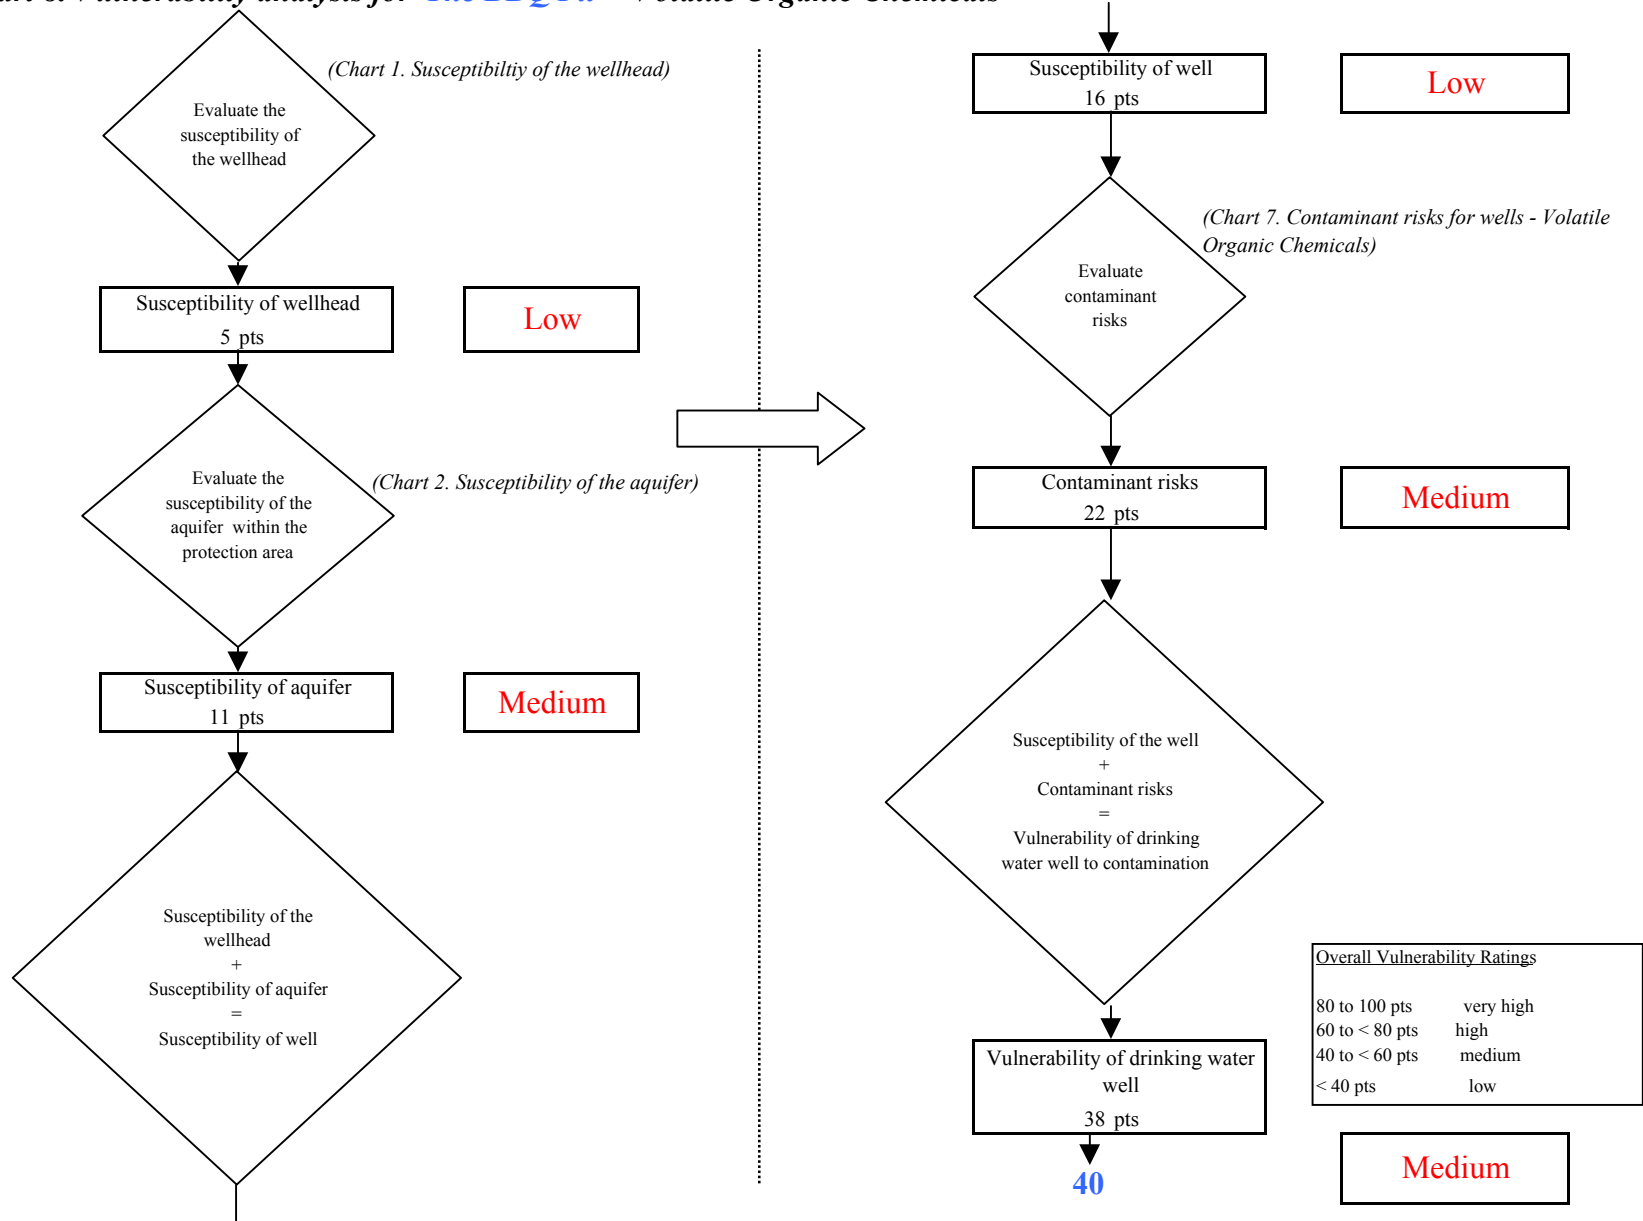 Vulnerability analysis for
Volatile Organic Chemicals
(Chart 1. Susceptibiltiy of the wellhead)
Evaluate the
susceptibility of
the wellhead
Susceptibility of wellhead
5 pts
Low
Evaluate the
susceptibility of the
aquifer within the
protection area
(Chart 2. Susceptibility of the aquifer)
Susceptibility of aquifer
11 pts
Medium
Susceptibility of the
wellhead
+
Susceptibility of aquifer
=
Susceptibility of well
Susceptibility of well
16 pts
Low
(Chart 7. Contaminant risks for wells - Volatile
Organic Chemicals)
Evaluate
contaminant
risks
Contaminant risks
22 pts
Medium
Susceptibility of the well
+
Contaminant risks
=
Vulnerability of drinking
water well to contamination
Overall Vulnerability Ratings
80 to 100 pts very high
60 to < 80 pts high
40 to < 60 pts medium
< 40 pts low
Vulnerability of drinking water
well
38 pts
40
Medium